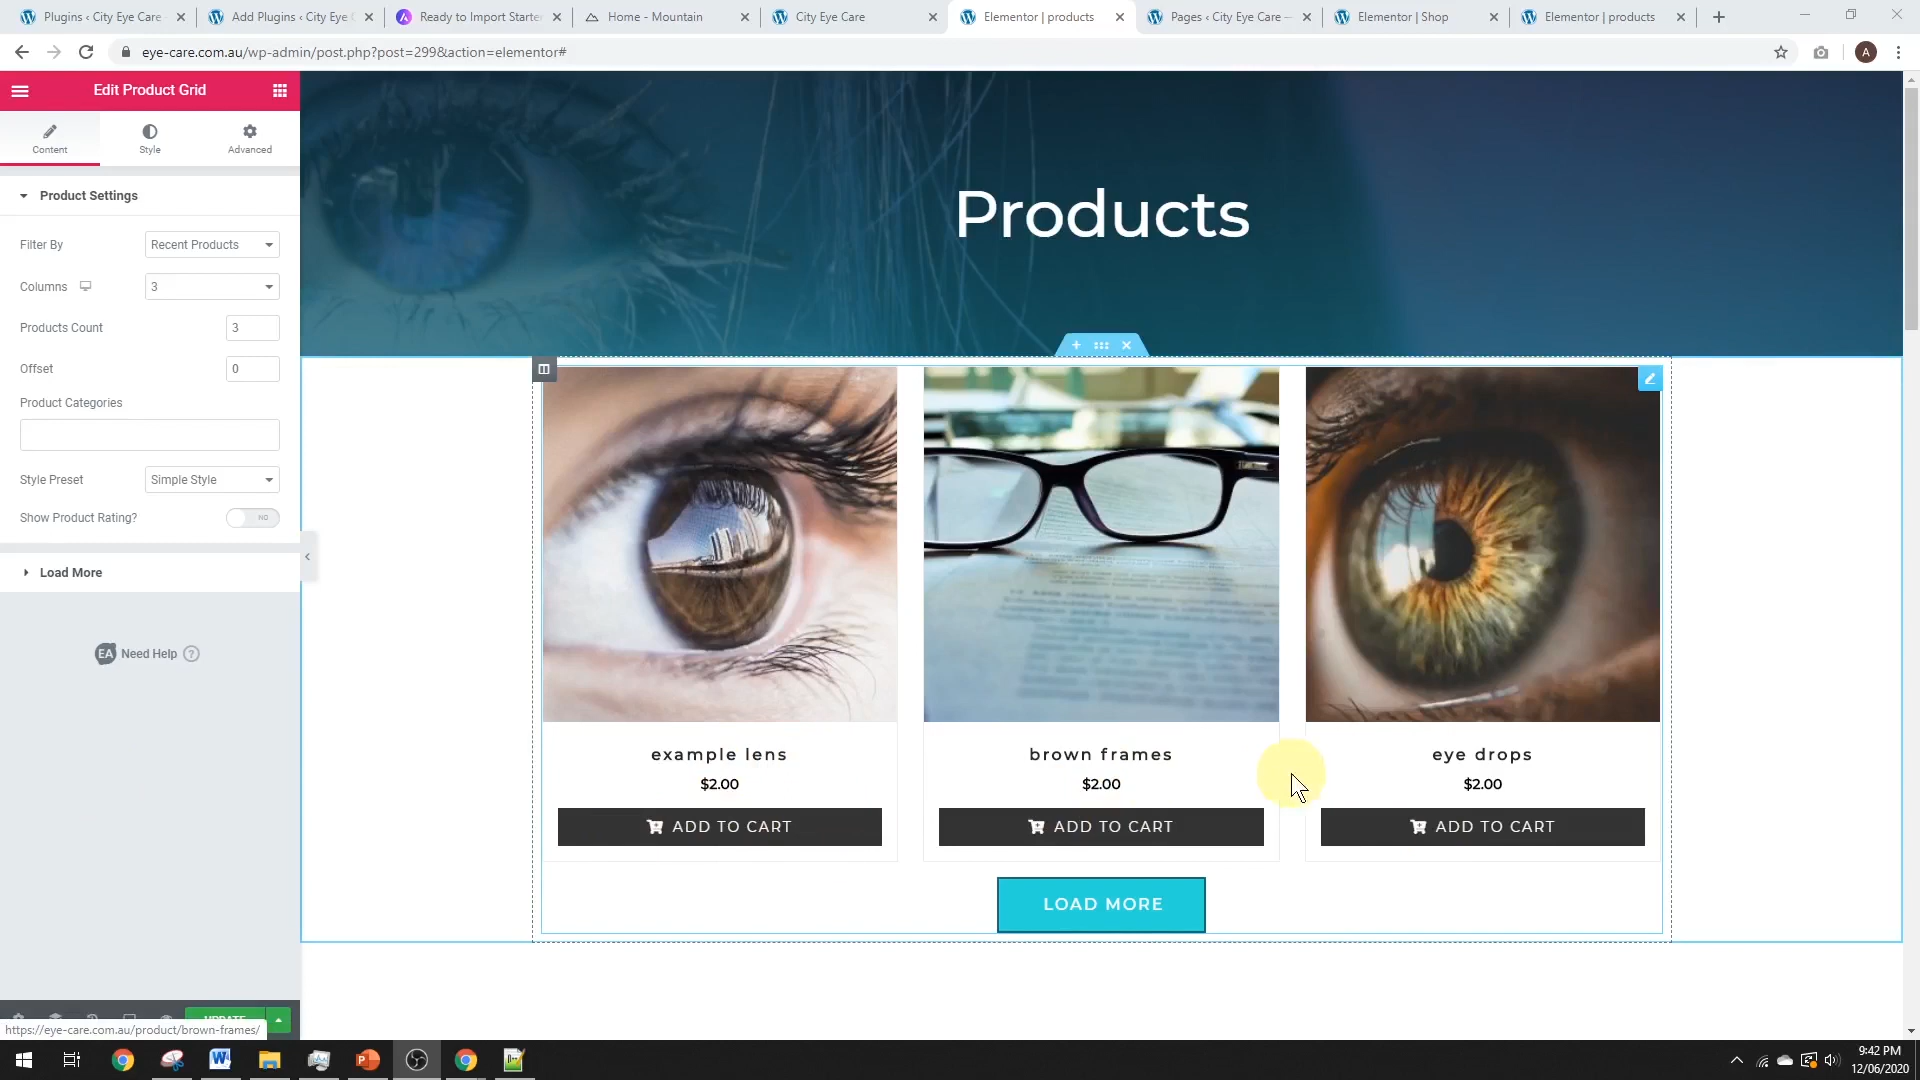 Plugins ‹ City Eye Care
Add Plugins ‹ City Eye C
Ready to Import Starter
Home - Mountain
City Eye Care
Elementor | products
Pages ‹ City Eye Care —
Elementor | Shop
Elementor | products
eye-care.com.au/wp-admin/post.php?post=299&action=elementor#
A
Edit Product Grid
Content
Style
Advanced
Product Settings
Filter By
Recent Products
Columns
3
Products Count
3
Offset
0
Product Categories
Style Preset
Simple Style
Show Product Rating?
NO
Load More
EA Need Help ?
UPDATE
https://eye-care.com.au/product/brown-frames/
Products
example lens
$2.00
ADD TO CART
brown frames
$2.00
ADD TO CART
eye drops
$2.00
ADD TO CART
LOAD MORE
9:42 PM
12/06/2020